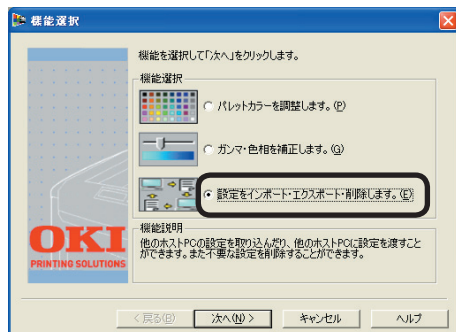 機能選択
機能を選択して「次へ」をクリックします。
機能選択
パレットカラーを調整します。(P)
ガンマ・色相を補正します。(G)
設定をインポート・エクスポート・削除します。(E)
OKI
PRINTING SOLUTIONS
機能説明
他のホストPCの設定を取り込んだり、他のホストPCに設定を渡すこと
ができます。また不要な設定を削除することができます。
< 戻る(B)
次へ(N) >
キャンセル
ヘルプ